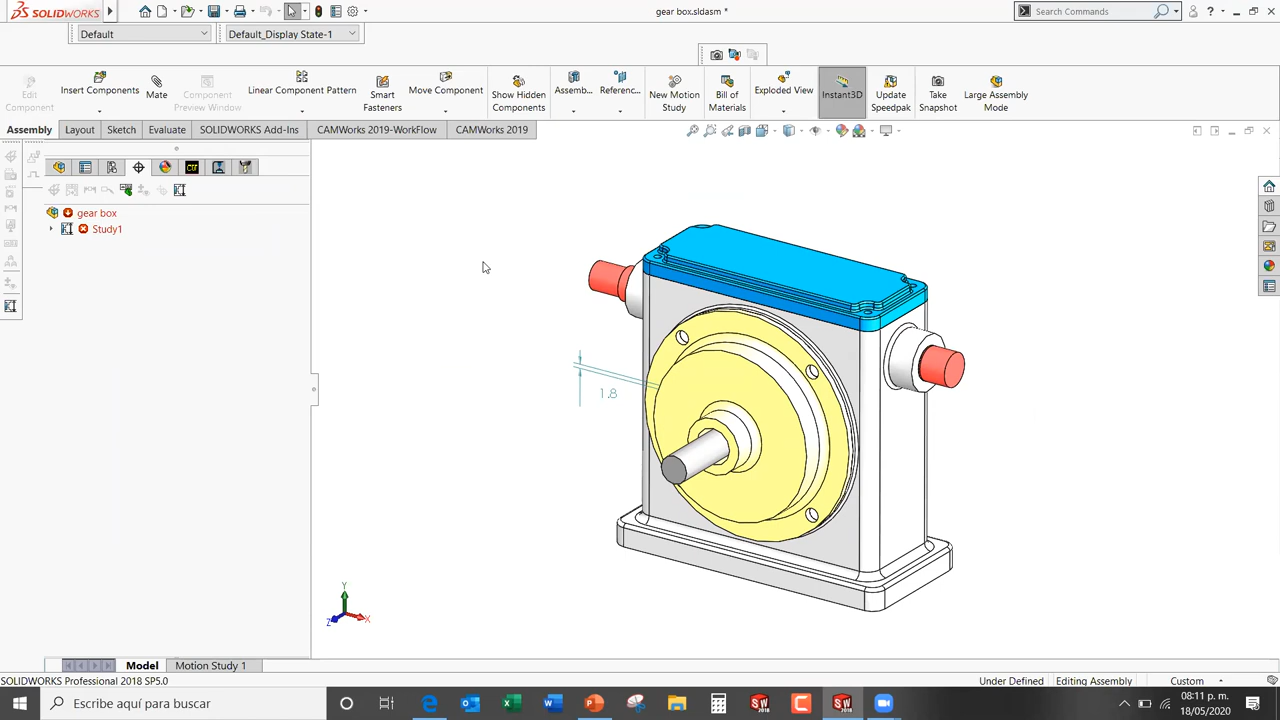 SOLIDWORKS
gear box.sldasm *
Search Commands
?
Default
Default_Display State-1
Edit Component
Insert Components
Mate
Component Preview Window
Linear Component Pattern
Smart Fasteners
Move Component
Show Hidden Components
Assemb...
Referenc...
New Motion Study
Bill of Materials
Exploded View
Instant3D
Update Speedpak
Take Snapshot
Large Assembly Mode
Assembly
Layout
Sketch
Evaluate
SOLIDWORKS Add-Ins
CAMWorks 2019-WorkFlow
CAMWorks 2019
gear box
Study1
1.8
Y
Z
X
Model
Motion Study 1
SOLIDWORKS Professional 2018 SP5.0
Under Defined
Editing Assembly
Custom
Escribe aquí para buscar
08:11 p. m.
18/05/2020